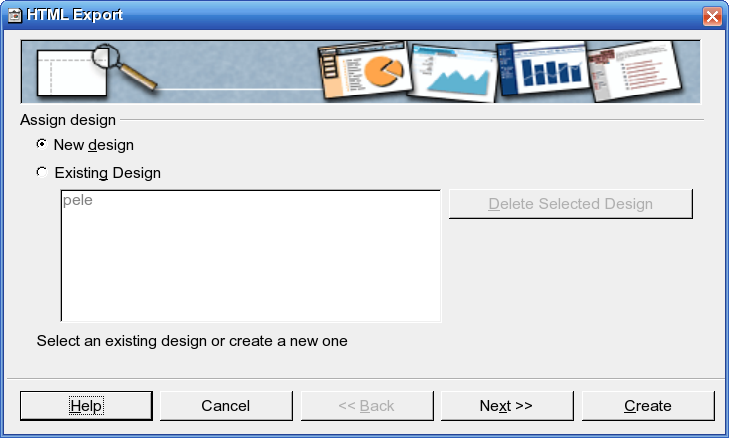 HTML Export
Assign design
New design
Existing Design
pele
Delete Selected Design
Select an existing design or create a new one
Help
Cancel
<< Back
Next >>
Create